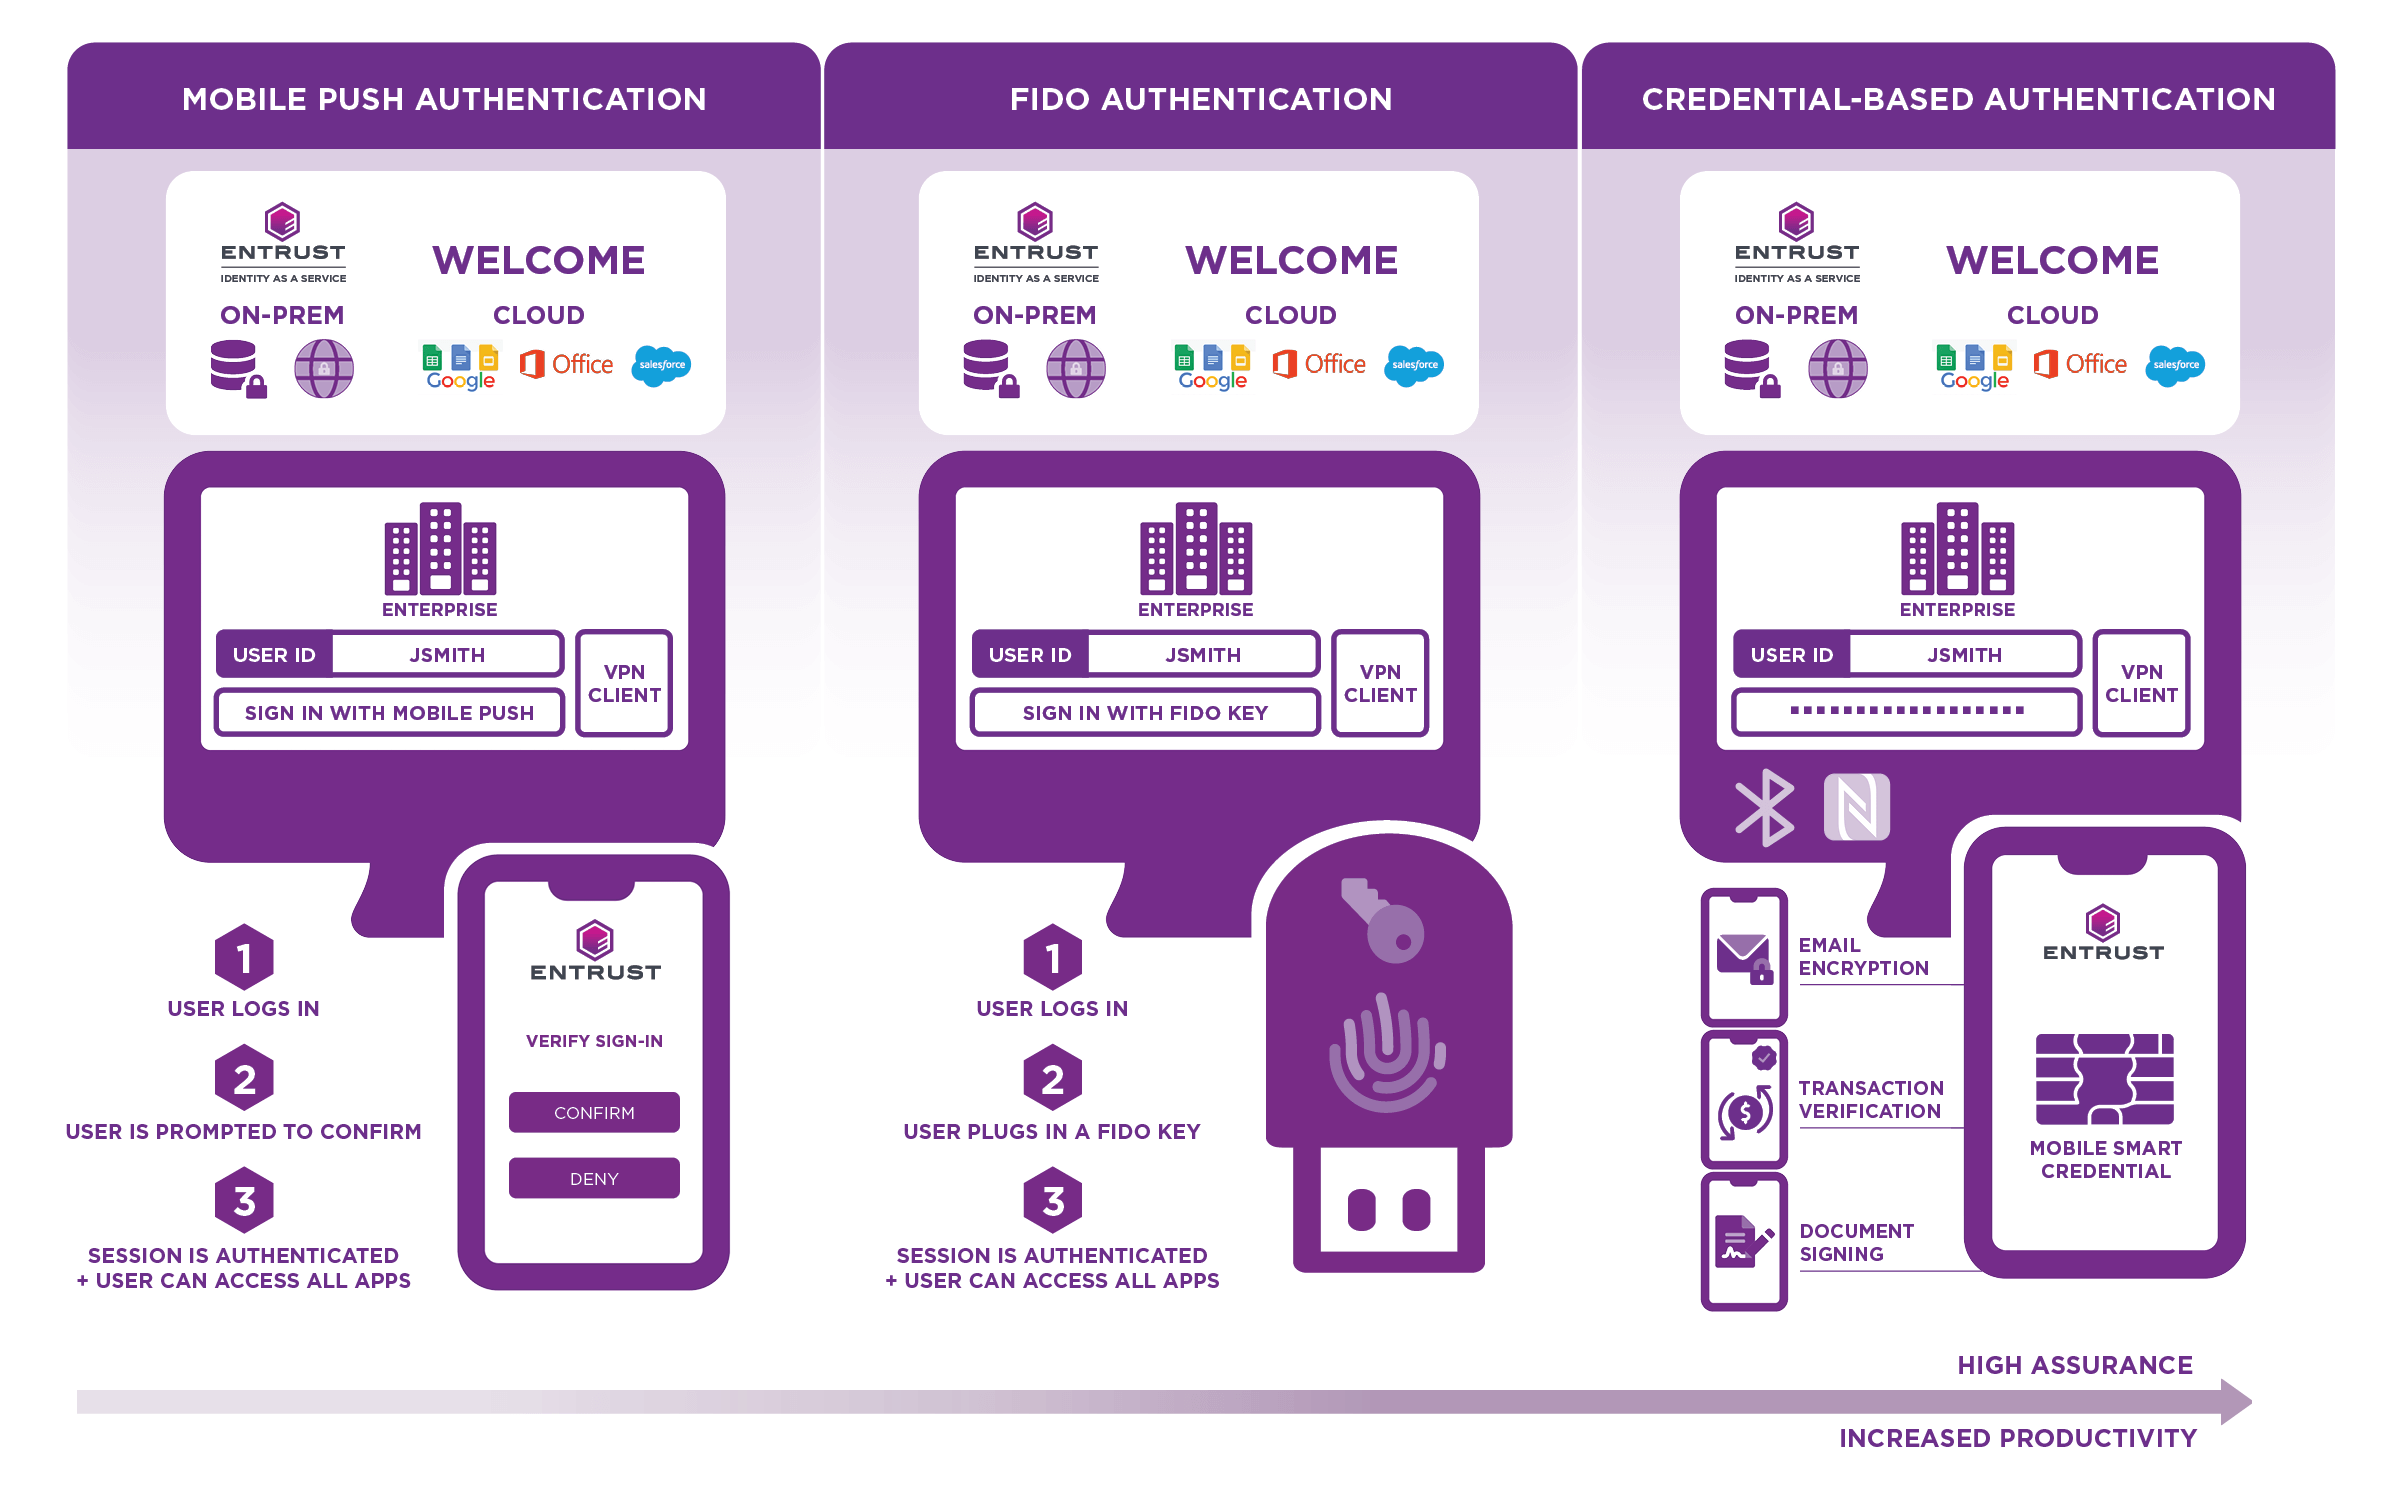 MOBILE PUSH AUTHENTICATION
ENTRUST
IDENTITY AS A SERVICE
WELCOME
ON-PREM
CLOUD
Google
Office
salesforce
ENTERPRISE
USER ID
JSMITH
SIGN IN WITH MOBILE PUSH
VPN
CLIENT
1
USER LOGS IN
2
USER IS PROMPTED TO CONFIRM
3
SESSION IS AUTHENTICATED
+ USER CAN ACCESS ALL APPS
ENTRUST
VERIFY SIGN-IN
CONFIRM
DENY
FIDO AUTHENTICATION
ENTRUST
IDENTITY AS A SERVICE
WELCOME
ON-PREM
CLOUD
Google
Office
salesforce
ENTERPRISE
USER ID
JSMITH
SIGN IN WITH FIDO KEY
VPN
CLIENT
1
USER LOGS IN
2
USER PLUGS IN A FIDO KEY
3
SESSION IS AUTHENTICATED
+ USER CAN ACCESS ALL APPS
CREDENTIAL-BASED AUTHENTICATION
ENTRUST
IDENTITY AS A SERVICE
WELCOME
ON-PREM
CLOUD
Google
Office
salesforce
ENTERPRISE
USER ID
JSMITH
VPN
CLIENT
EMAIL
ENCRYPTION
$
TRANSACTION
VERIFICATION
DOCUMENT
SIGNING
ENTRUST
MOBILE SMART
CREDENTIAL
HIGH ASSURANCE
INCREASED PRODUCTIVITY